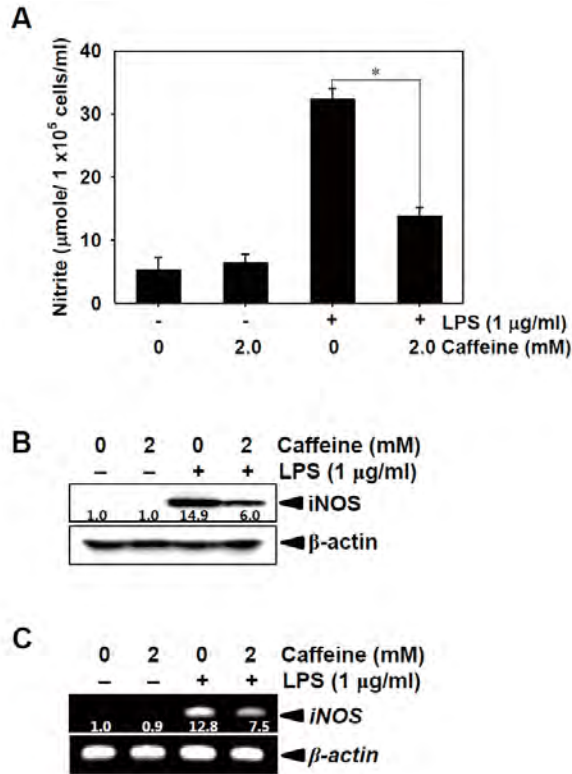 A
Nitrite (μmole/ 1 x10⁵ cells/ml)
40
30
20
10
0
*
- - + + LPS (1 μg/ml)
0 2.0 0 2.0 Caffeine (mM)
B
0 2 0 2 Caffeine (mM)
– – + + LPS (1 μg/ml)
1.0 1.0 14.9 6.0 iNOS
β-actin
C
0 2 0 2 Caffeine (mM)
– – + + LPS (1 μg/ml)
1.0 0.9 12.8 7.5 iNOS
β-actin